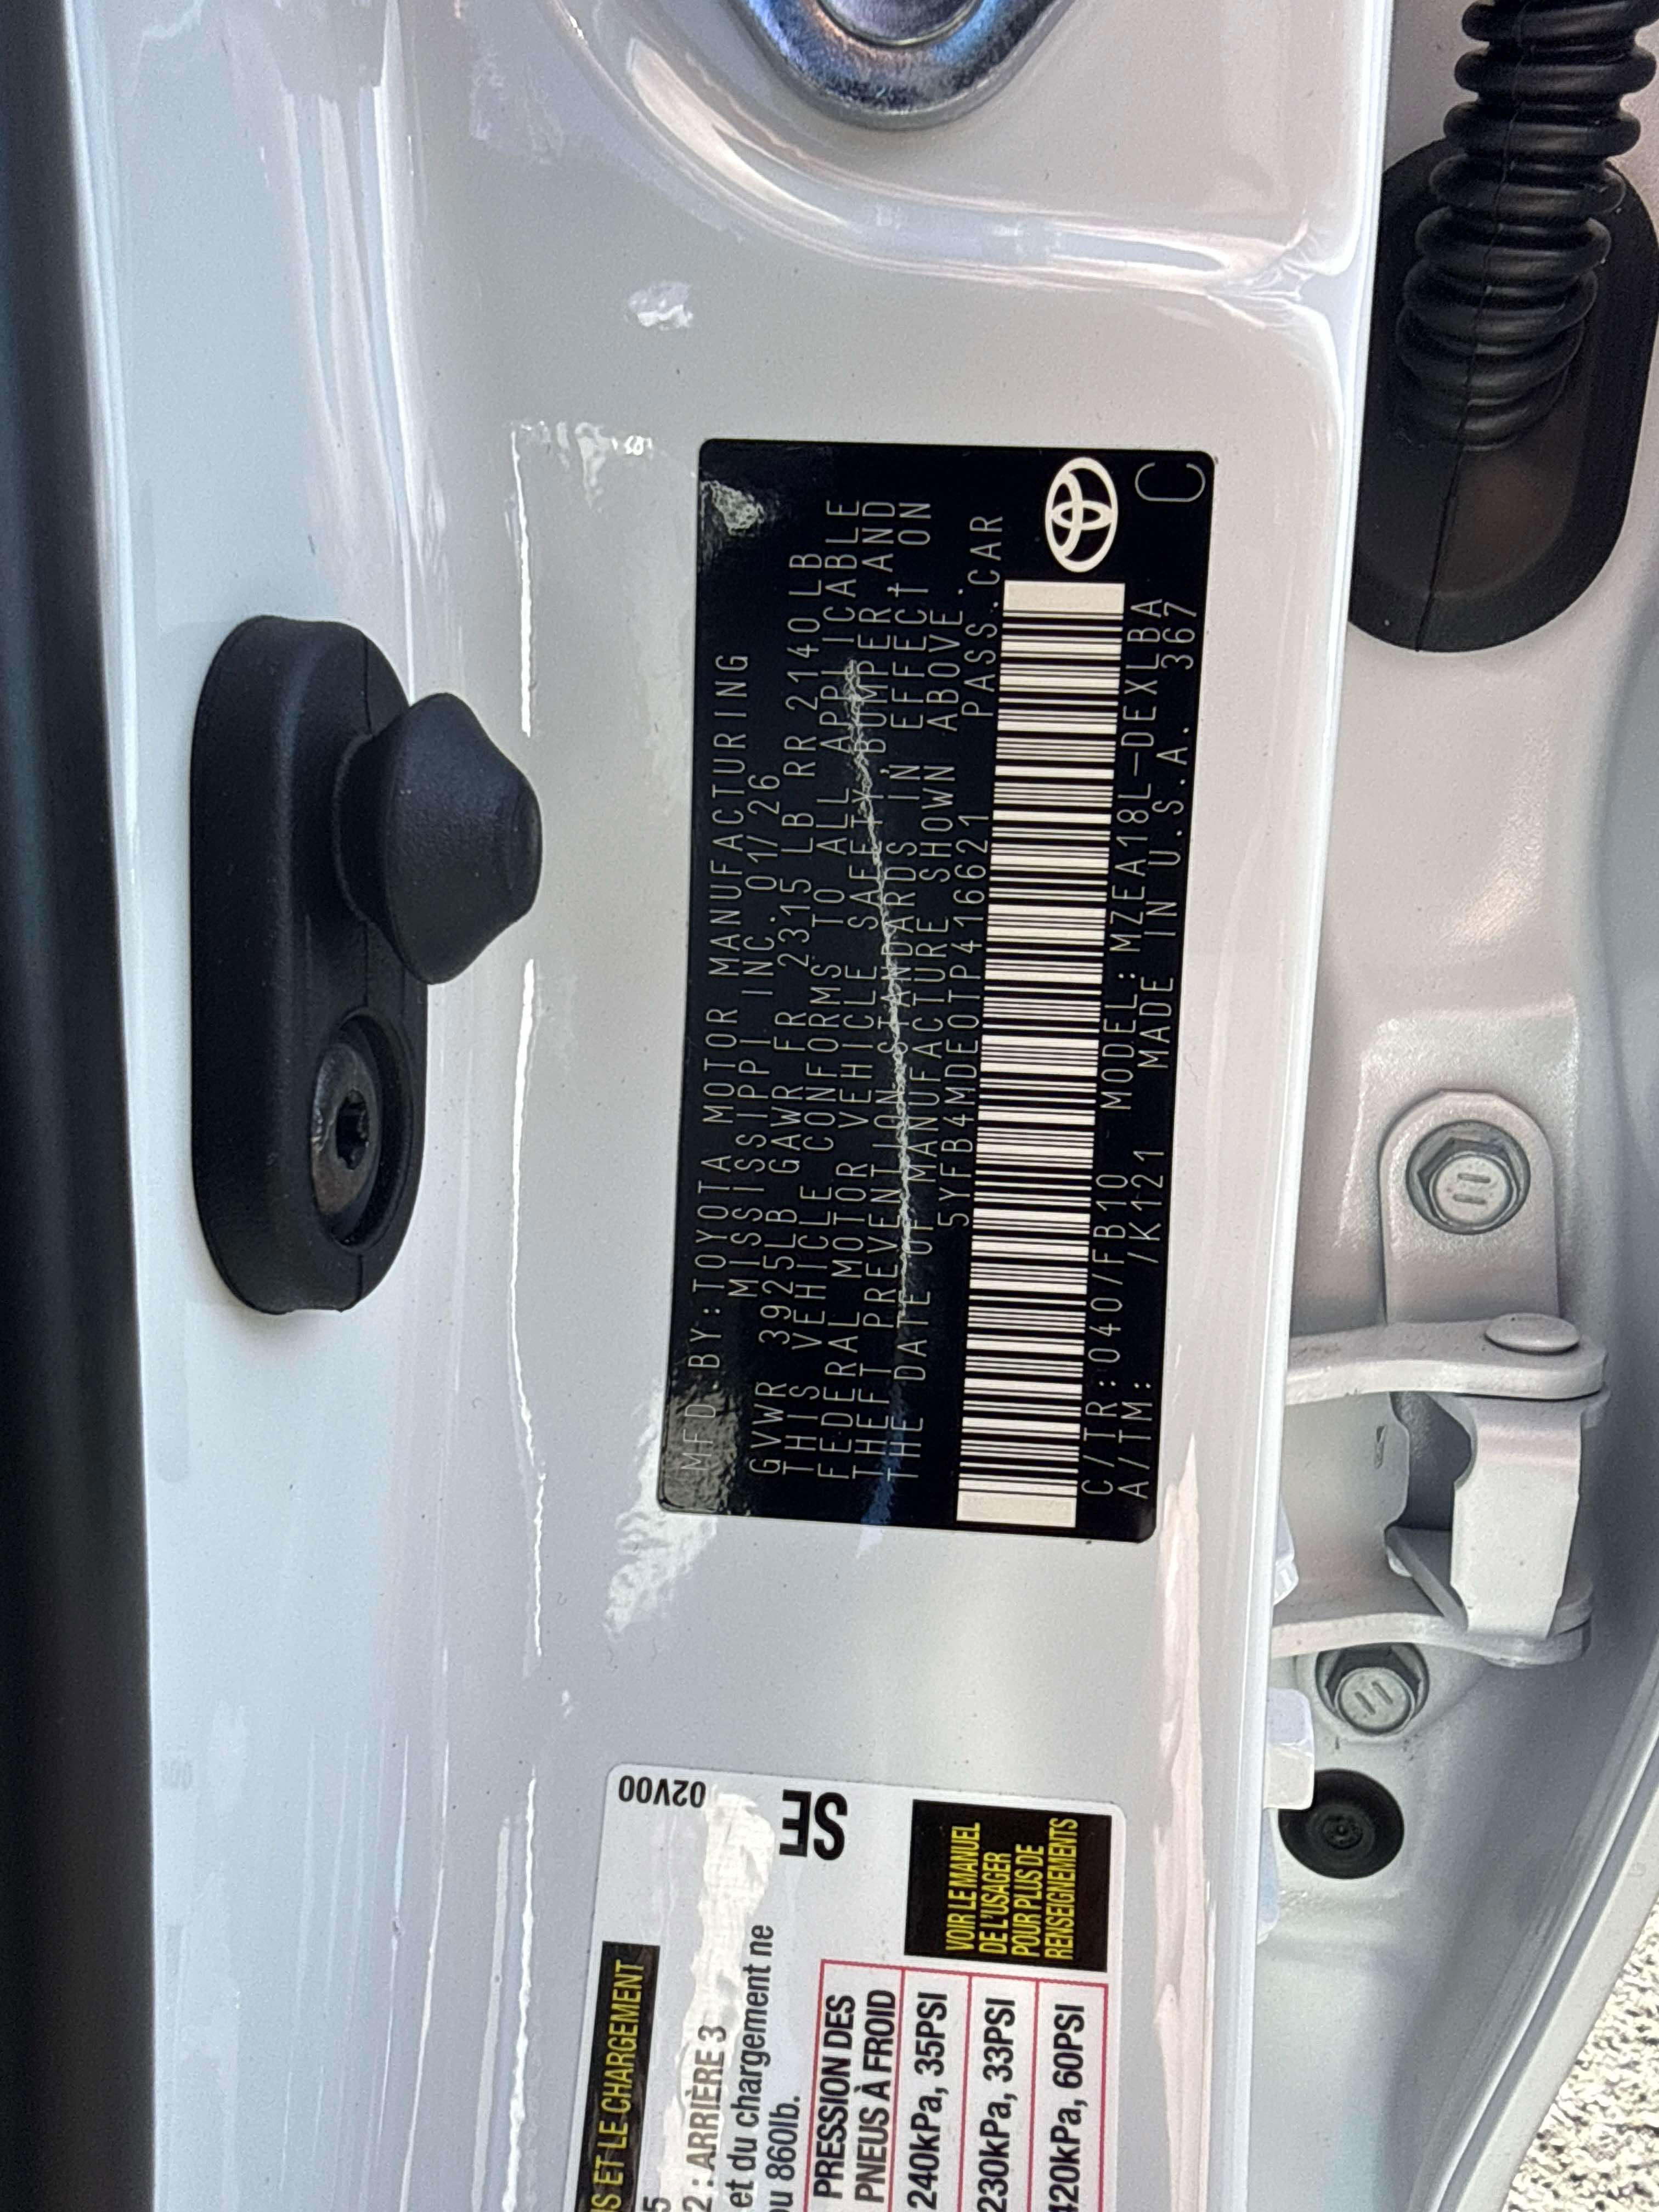 MFD BY:TOYOTA MOTOR MANUFACTURING
MISSISSIPPI INC. 01/26
GVWR 3925LB GAWR FR 2315 LB RR 2140LB
THIS VEHICLE CONFORMS TO ALL APPLICABLE
FEDERAL MOTOR VEHICLE SAFETY, BUMPER, AND
THEFT PREVENTION STANDARDS IN EFFECT ON
THE DATE OF MANUFACTURE SHOWN ABOVE.
5YFB4MDE0TP416621 PASS.CAR
C/TR:040/FB10 MODEL:MZEA18L-DEXLBA
A/TM: /K121 MADE IN U.S.A. 367
C
02V00
SE
ET LE CHARGEMENT
5
2 : ARRIÈRE 3
et du chargement ne
860lb.
PRESSION DES
PNEUS À FROID
240kPa, 35PSI
230kPa, 33PSI
420kPa, 60PSI
VOIR LE MANUEL
DE L'USAGER
POUR PLUS DE
RENSEIGNEMENTS